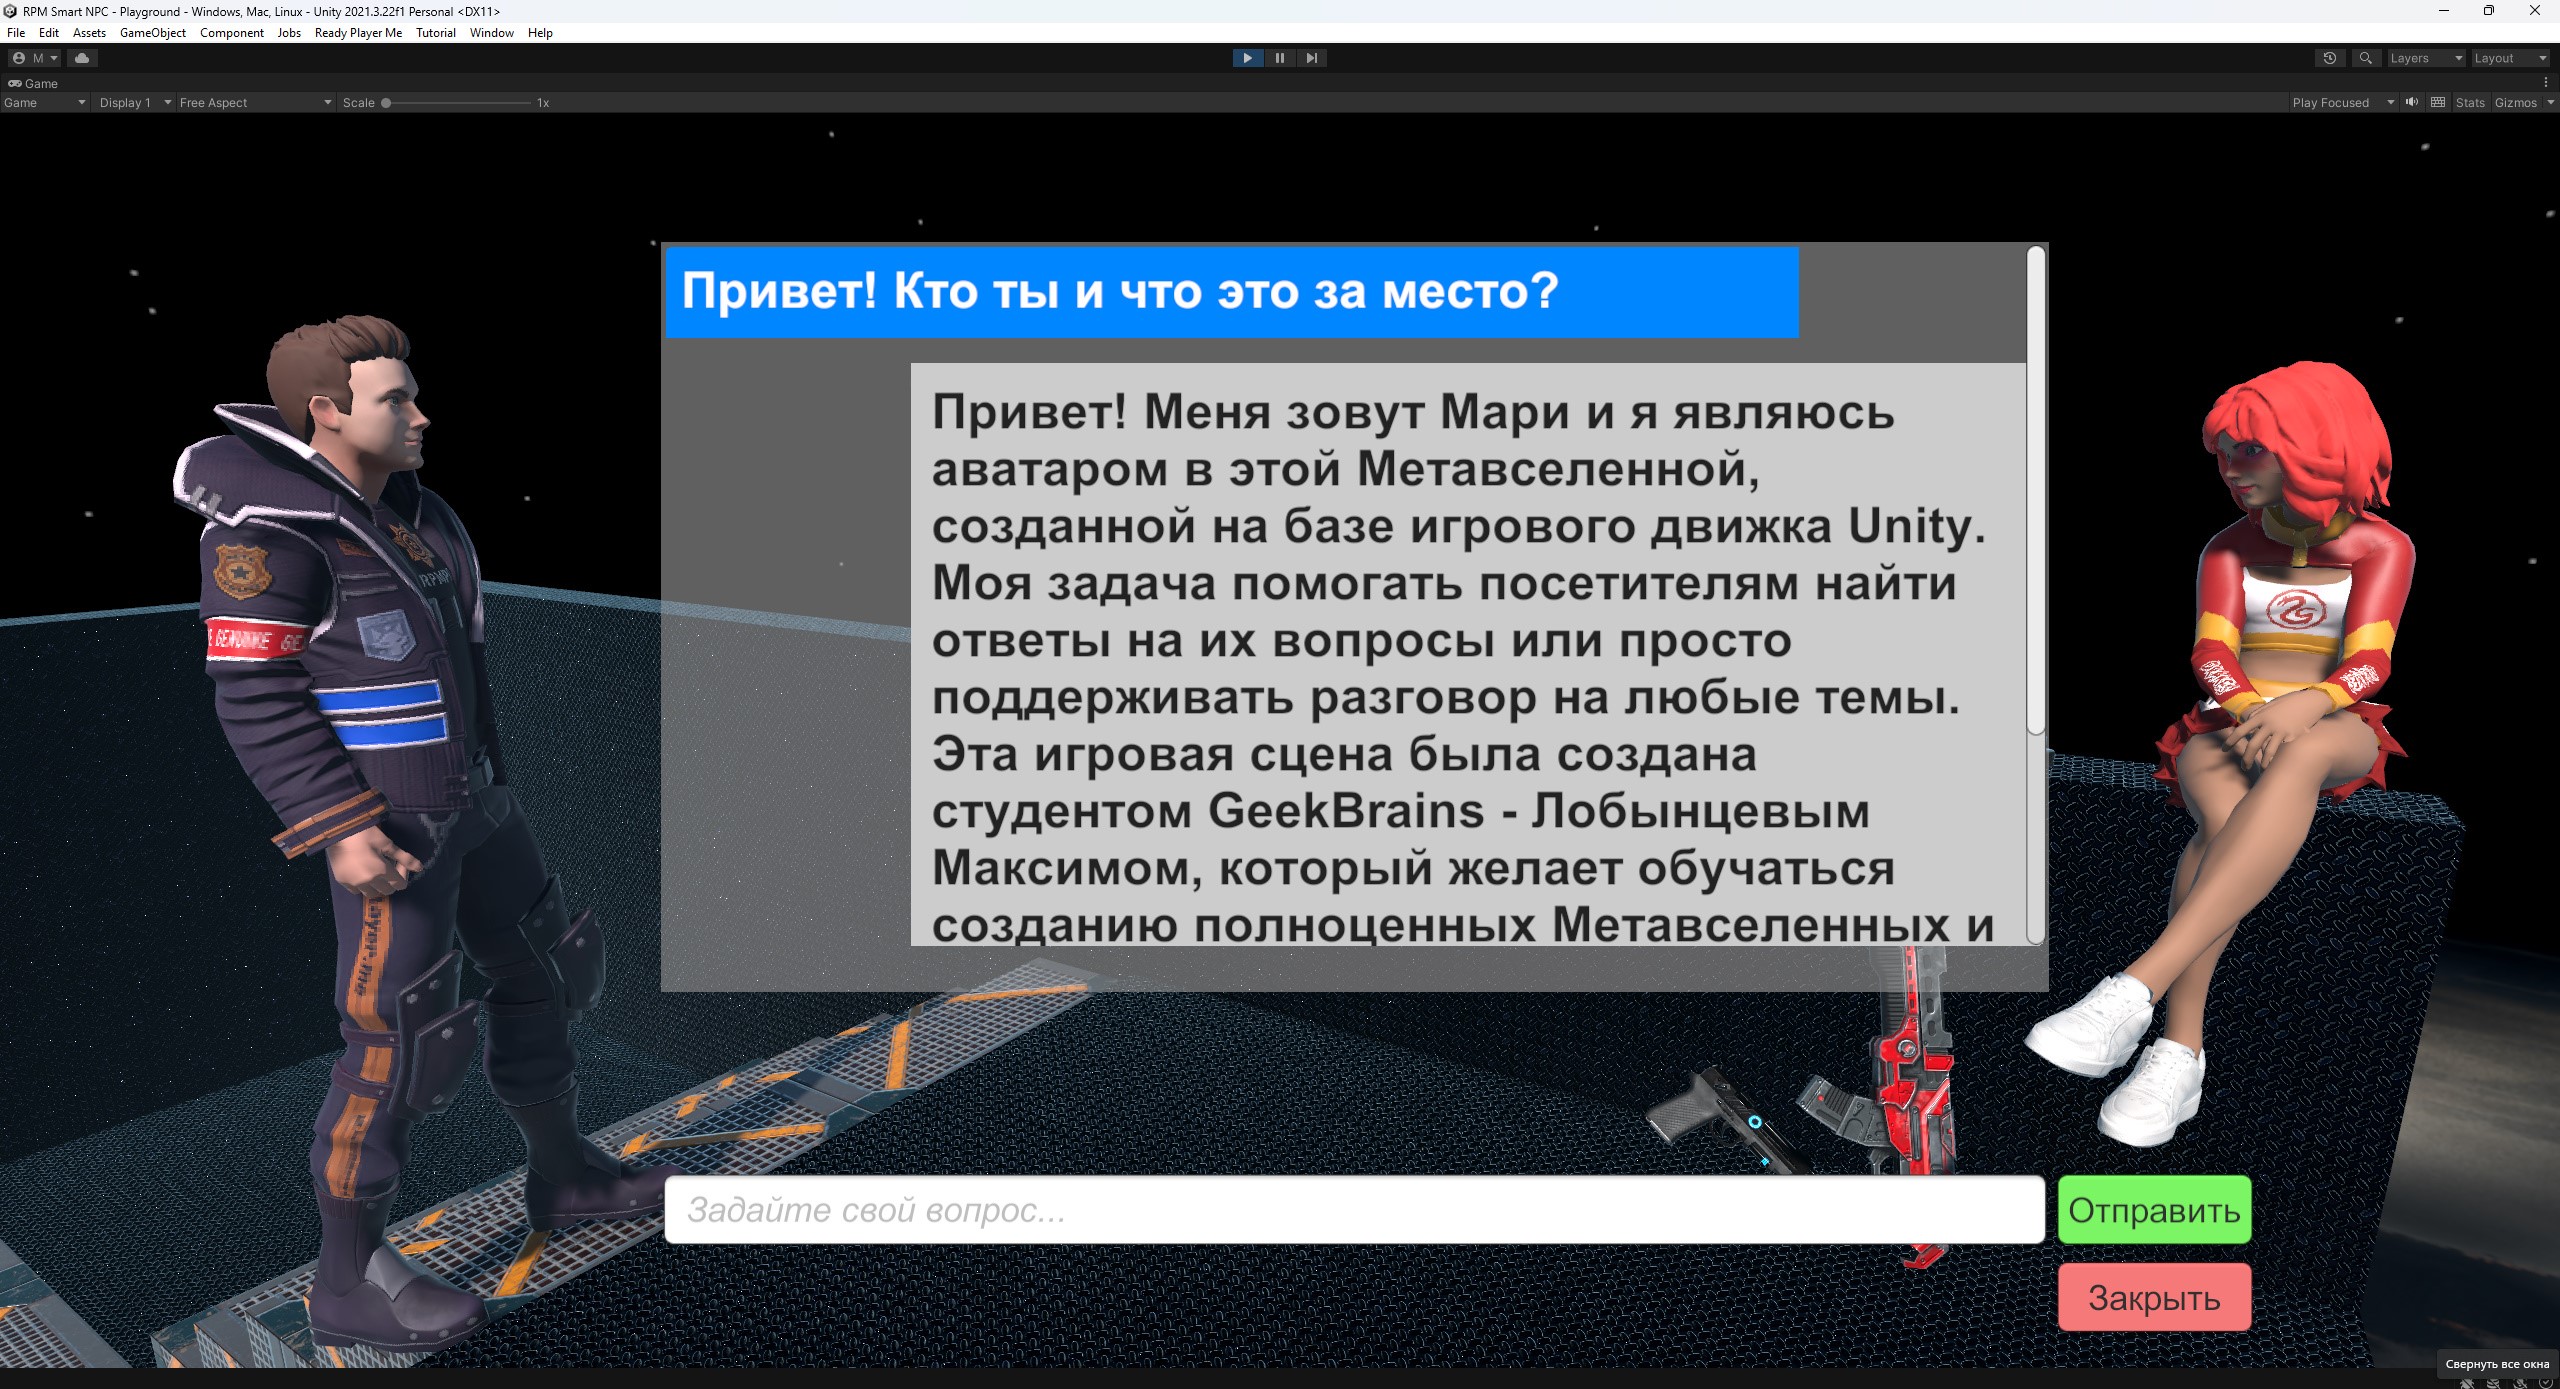 RPM Smart NPC - Playground - Windows, Mac, Linux - Unity 2021.3.22f1 Personal <DX11>
File Edit Assets GameObject Component Jobs Ready Player Me Tutorial Window Help
M Layers Layout
Game
Game Display 1 Free Aspect Scale 1x Play Focused Stats Gizmos
Привет! Кто ты и что это за место?
Привет! Меня зовут Мари и я являюсь
аватаром в этой Метавселенной,
созданной на базе игрового движка Unity.
Моя задача помогать посетителям найти
ответы на их вопросы или просто
поддерживать разговор на любые темы.
Эта игровая сцена была создана
студентом GeekBrains - Лобынцевым
Максимом, который желает обучаться
созданию полноценных Метавселенных и
GENUINE
Задайте свой вопрос...
Отправить
Закрыть
Свернуть все окна